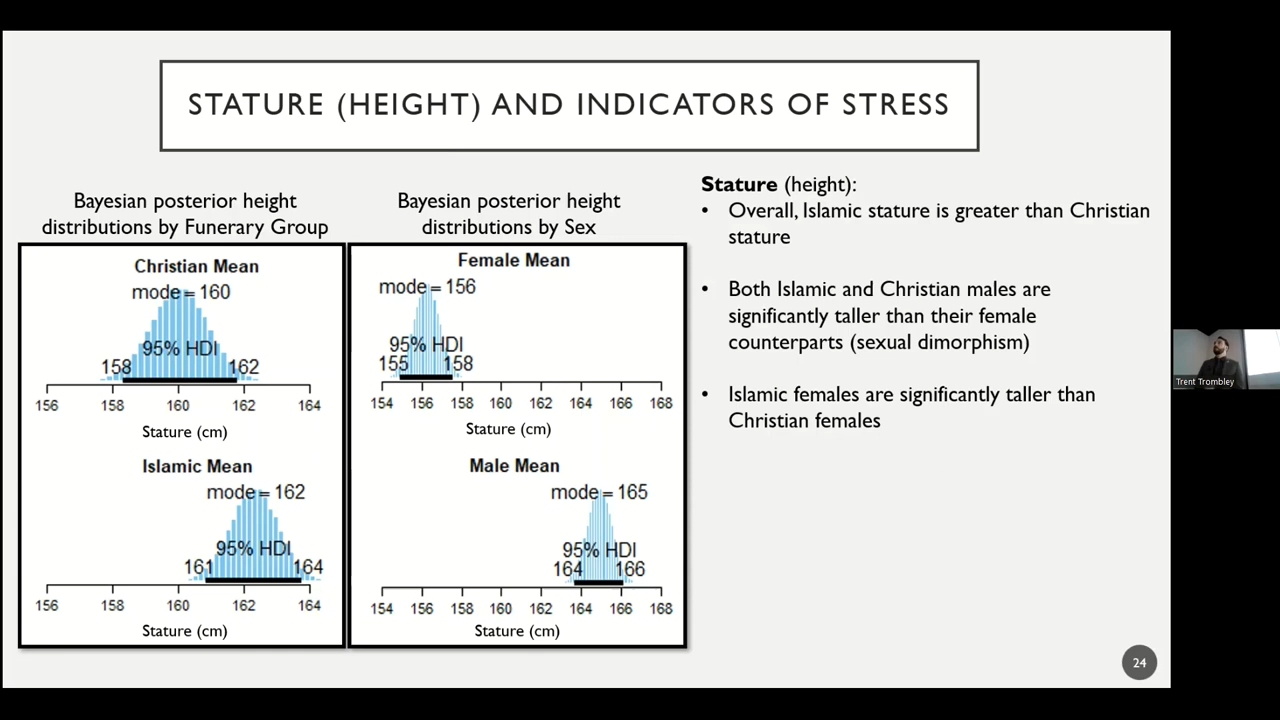 STATURE (HEIGHT) AND INDICATORS OF STRESS
Bayesian posterior height
distributions by Funerary Group
Christian Mean
mode = 160
95% HDI
158 162
156 158 160 162 164
Stature (cm)
Islamic Mean
mode = 162
95% HDI
161 164
156 158 160 162 164
Stature (cm)
Bayesian posterior height
distributions by Sex
Female Mean
mode = 156
95% HDI
155 158
154 156 158 160 162 164 166 168
Stature (cm)
Male Mean
mode = 165
95% HDI
164 166
154 156 158 160 162 164 166 168
Stature (cm)
Stature (height):
• Overall, Islamic stature is greater than Christian
stature
• Both Islamic and Christian males are
significantly taller than their female
counterparts (sexual dimorphism)
• Islamic females are significantly taller than
Christian females
24
Trent Trombley